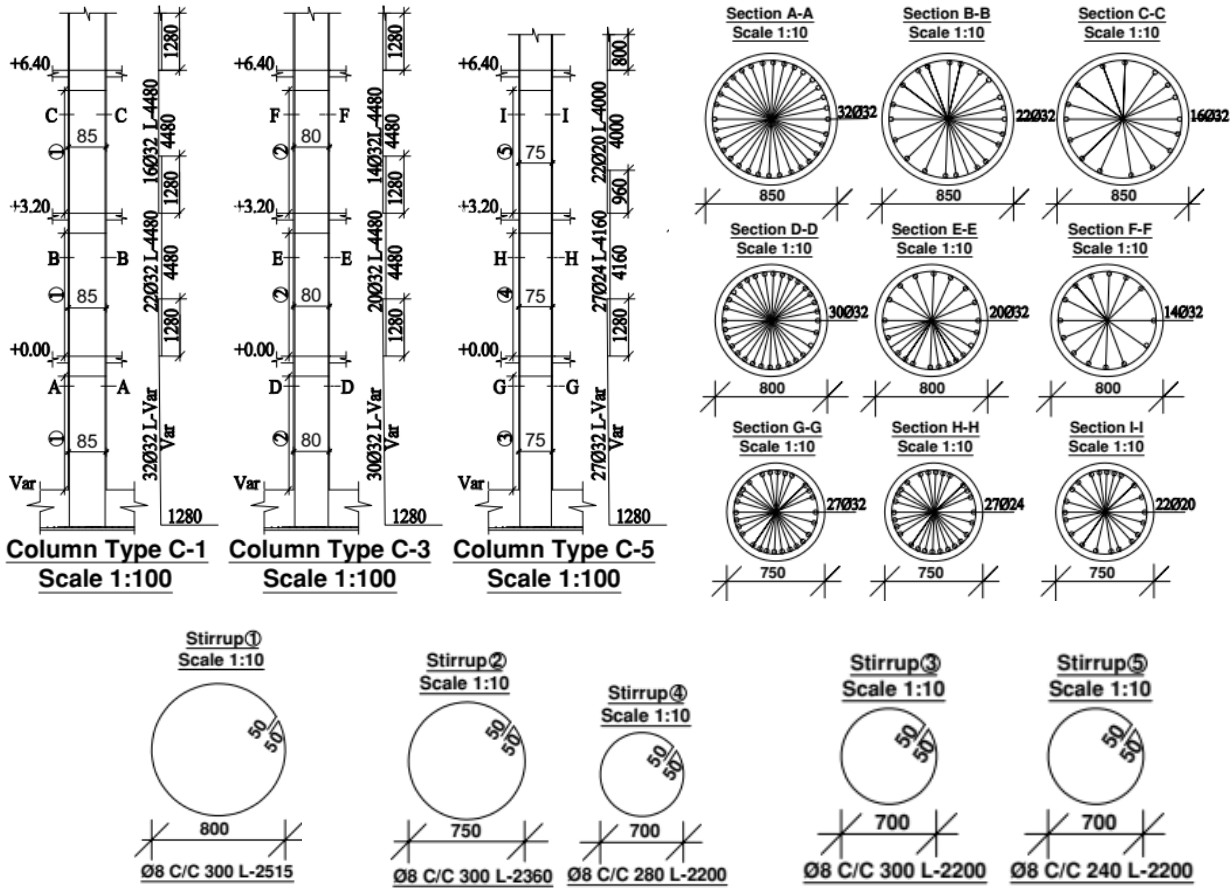 1280
+6.40
C
C
85
①
16Ø32 L-4480
4480
1280
+3.20
B
B
85
①
22Ø32 L-4480
4480
1280
+0.00
A
A
85
①
32Ø32 L-Var
Var
Var
1280
Column Type C-1
Scale 1:100
1280
+6.40
F
F
80
②
14Ø32L-4480
4480
1280
+3.20
E
E
80
②
20Ø32 L-4480
4480
1280
+0.00
D
D
80
②
30Ø32 L-Var
Var
Var
1280
Column Type C-3
Scale 1:100
800
+6.40
I
I
75
⑤
22Ø20 L-4000
4000
960
+3.20
H
H
75
④
27Ø24 L-4160
4160
1280
+0.00
G
G
75
③
27Ø32 L-Var
Var
Var
1280
Column Type C-5
Scale 1:100
Section A-A
Scale 1:10
32Ø32
850
Section B-B
Scale 1:10
22Ø32
850
Section C-C
Scale 1:10
16Ø32
850
Section D-D
Scale 1:10
30Ø32
800
Section E-E
Scale 1:10
20Ø32
800
Section F-F
Scale 1:10
14Ø32
800
Section G-G
Scale 1:10
27Ø32
750
Section H-H
Scale 1:10
27Ø24
750
Section I-I
Scale 1:10
22Ø20
750
Stirrup①
Scale 1:10
50
50
800
Ø8 C/C 300 L-2515
Stirrup②
Scale 1:10
50
50
750
Ø8 C/C 300 L-2360
Stirrup④
Scale 1:10
50
50
700
Ø8 C/C 280 L-2200
Stirrup③
Scale 1:10
50
50
700
Ø8 C/C 300 L-2200
Stirrup⑤
Scale 1:10
50
50
700
Ø8 C/C 240 L-2200